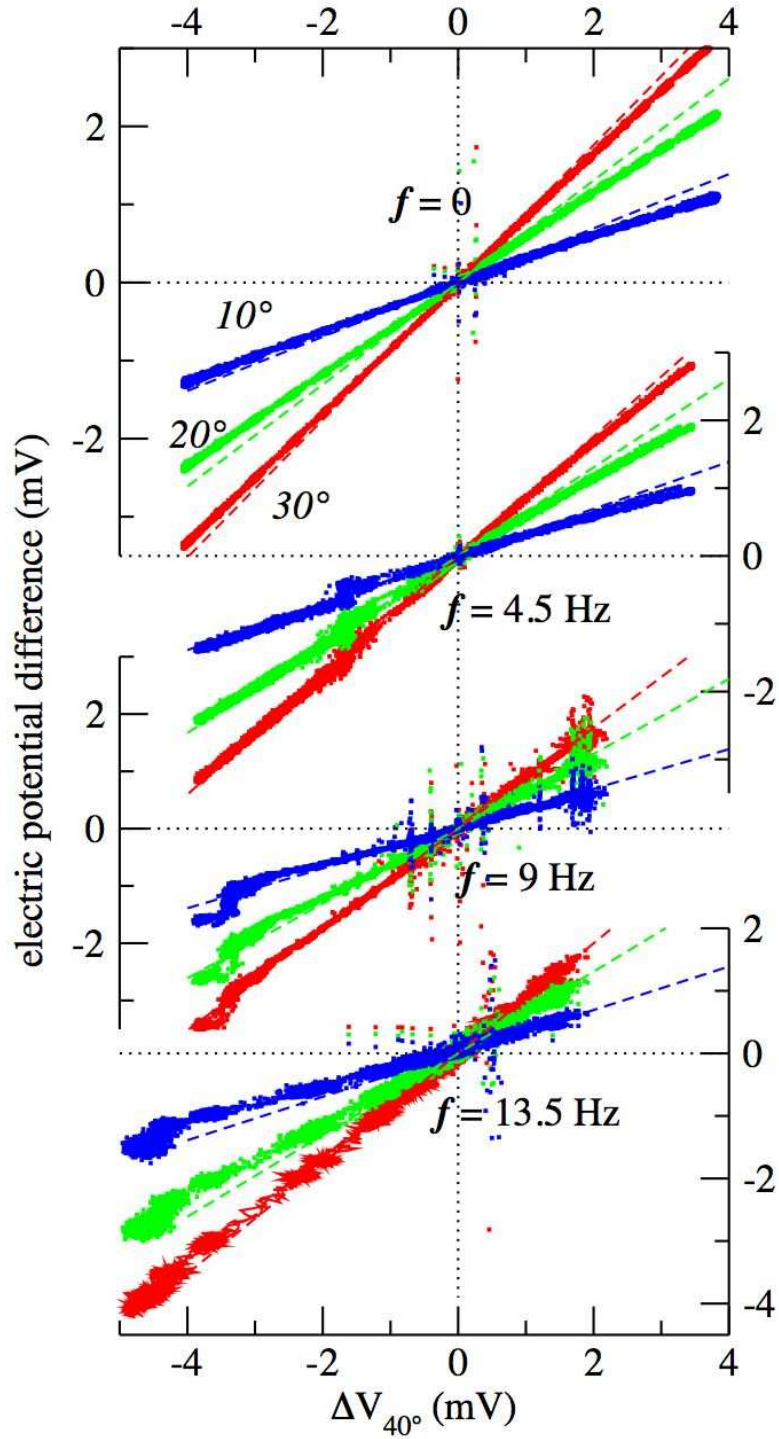 -4 -2 0 2 4
2
f = 0
0
10°
-2
20°
30°
2
0
f = 4.5 Hz
-2
2
0
f = 9 Hz
-2
2
0
f = 13.5 Hz
-2
-4
-4 -2 0 2 4
ΔV40° (mV)
electric potential difference (mV)